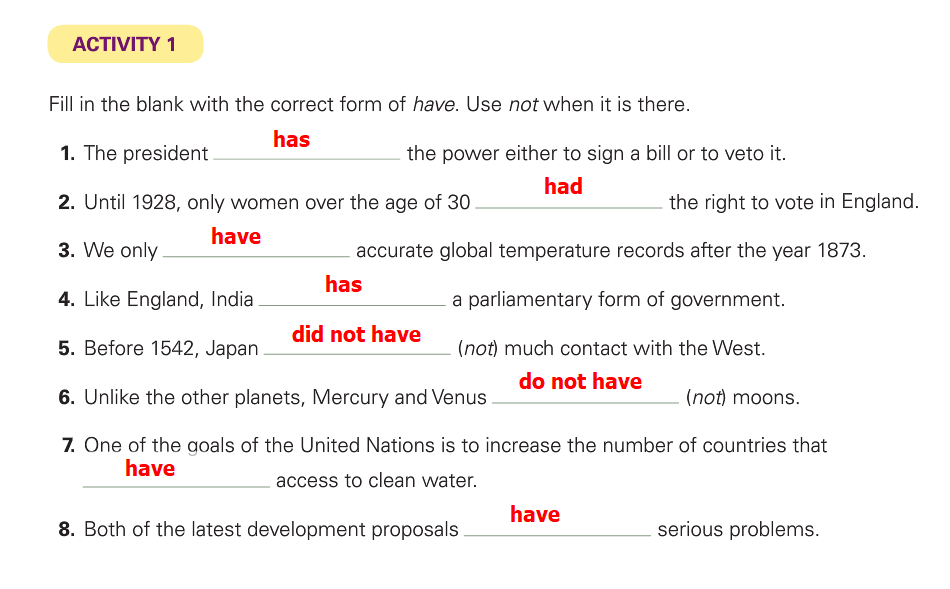 ACTIVITY 1
Fill in the blank with the correct form of have. Use not when it is there.
1. The president has the power either to sign a bill or to veto it.
2. Until 1928, only women over the age of 30 had the right to vote in England.
3. We only have accurate global temperature records after the year 1873.
4. Like England, India has a parliamentary form of government.
5. Before 1542, Japan did not have (not) much contact with the West.
6. Unlike the other planets, Mercury and Venus do not have (not) moons.
7. One of the goals of the United Nations is to increase the number of countries that
have access to clean water.
8. Both of the latest development proposals have serious problems.